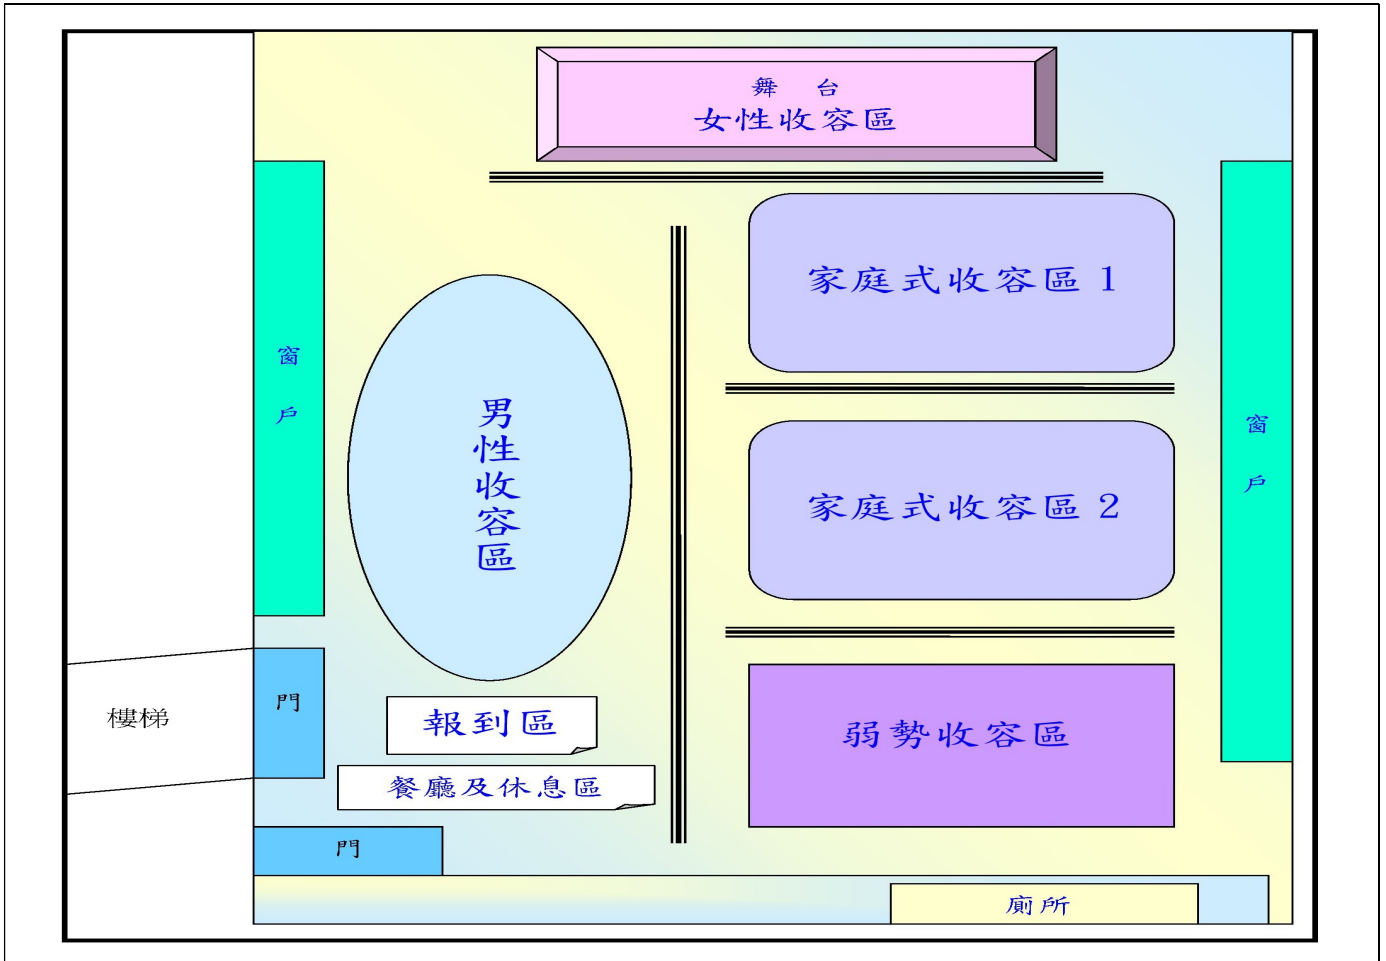 舞 台
女性收容區
家庭式收容區 1
窗
戶
男性收容區
窗
戶
家庭式收容區 2
門
樓梯
報到區
弱勢收容區
餐廳及休息區
門
廁所